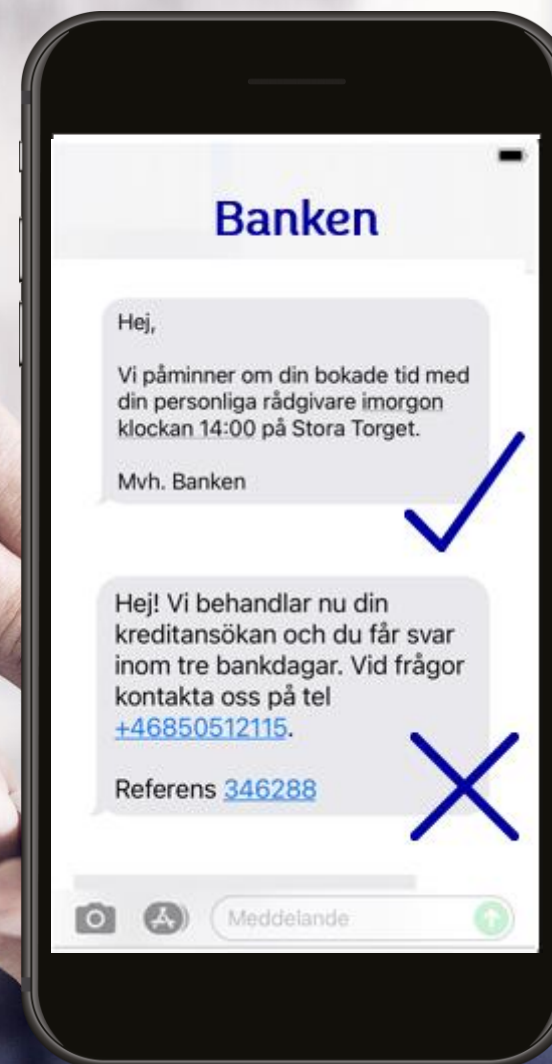 Banken
Hej,
Vi påminner om din bokade tid med
din personliga rådgivare imorgon
klockan 14:00 på Stora Torget.
Mvh. Banken
Hej! Vi behandlar nu din
kreditansökan och du får svar
inom tre bankdagar. Vid frågor
kontakta oss på tel
+46850512115.
Referens 346288
Meddelande